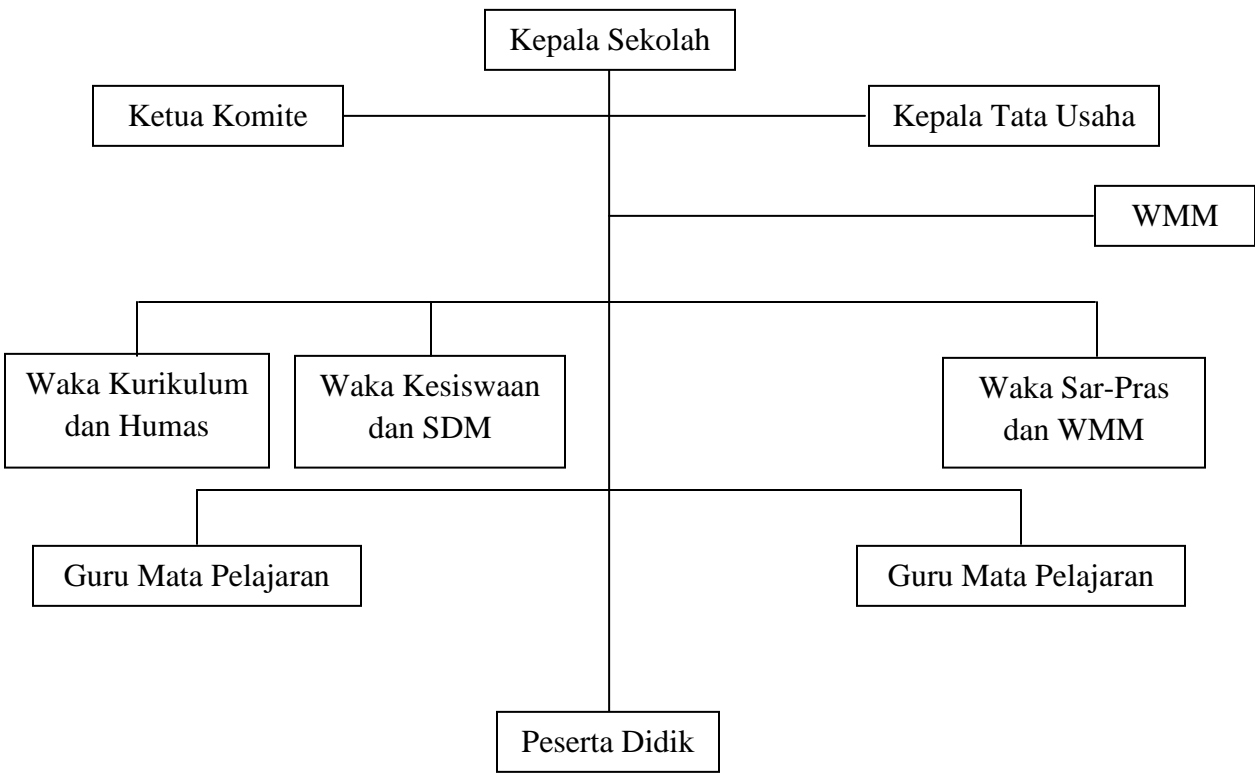 Kepala Sekolah
Ketua Komite
Kepala Tata Usaha
WMM
Waka Kurikulum
dan Humas
Waka Kesiswaan
dan SDM
Waka Sar-Pras
dan WMM
Guru Mata Pelajaran
Guru Mata Pelajaran
Peserta Didik